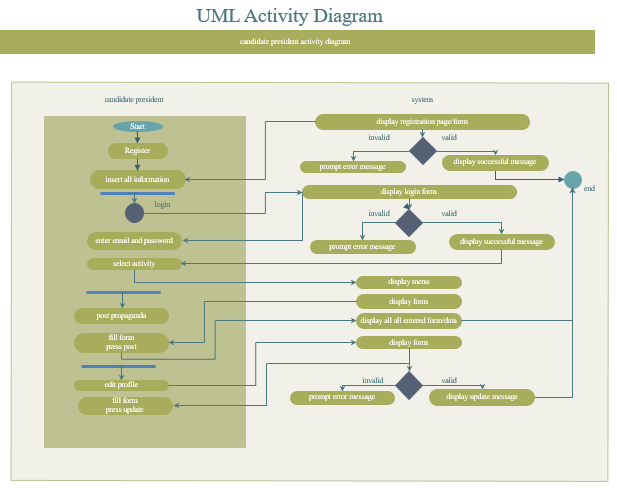 UML Activity Diagram
candidate president activity diagram
candidate president
system
Start
display registration page/form
invalid
valid
Register
prompt error message
display successful message
insert all information
end
display login form
login
invalid
valid
enter email and password
prompt error message
display successful message
select activity
display menu
display form
post propaganda
display all all entered form/data
fill form
press post
display form
invalid
valid
edit profile
prompt error message
display update message
fill form
press update